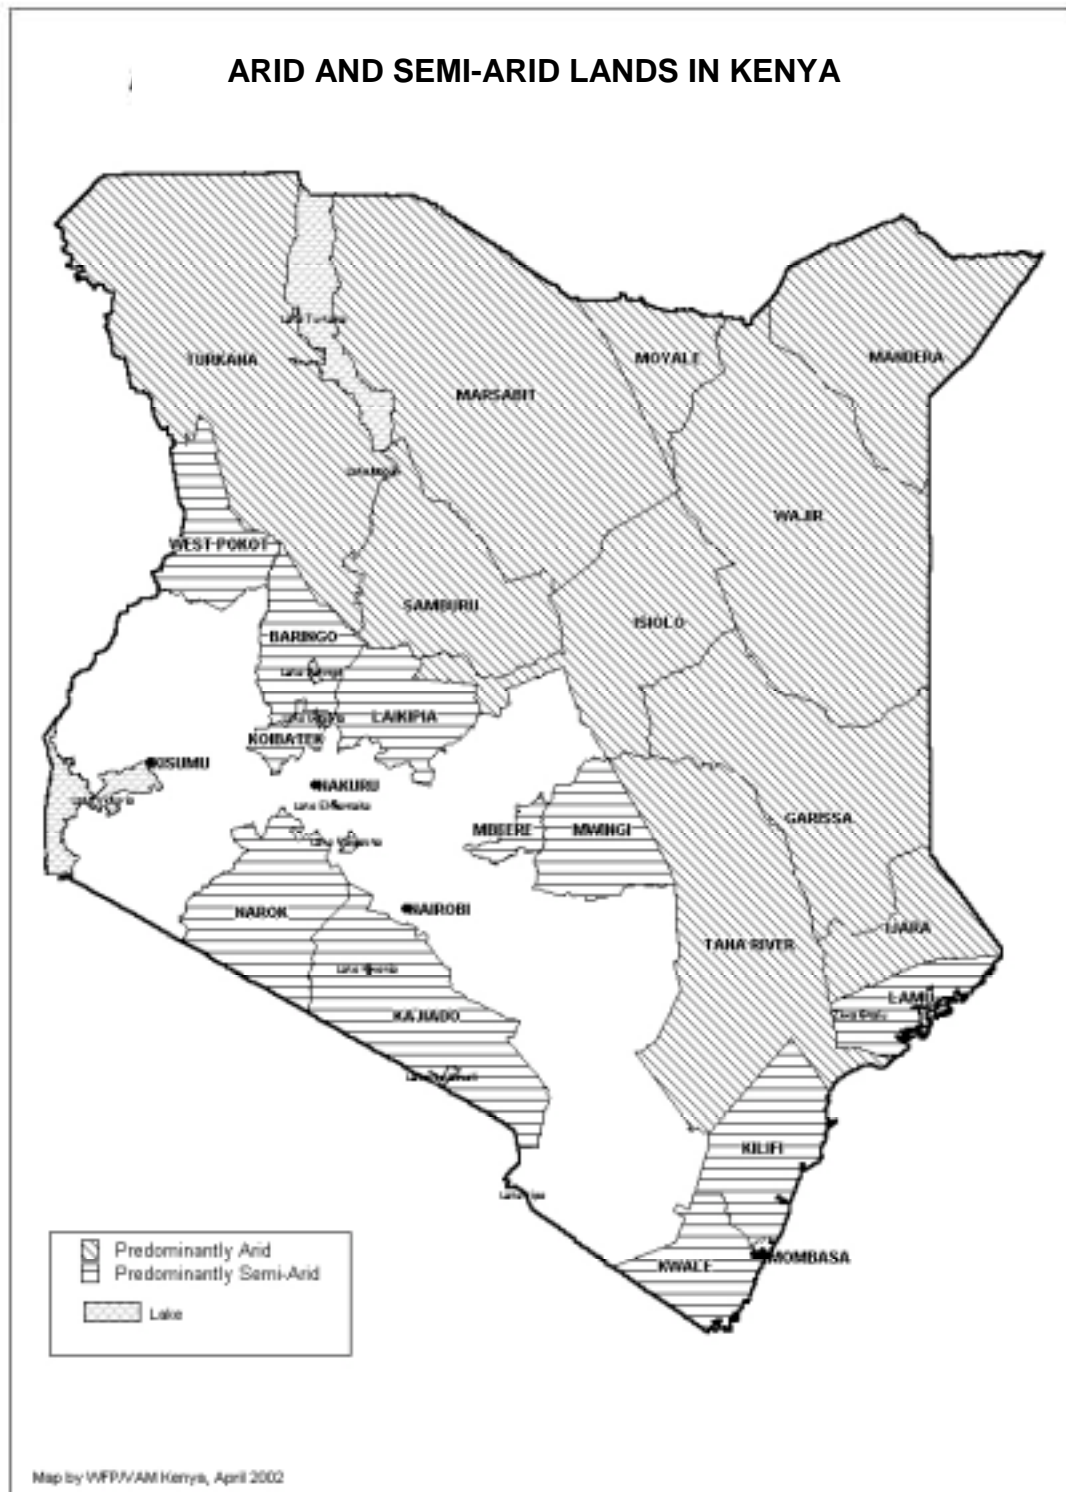 ARID AND SEMI-ARID LANDS IN KENYA
TURKANA
MOYALE
MANDERA
MARSABIT
WAJIR
WEST POKOT
SAMBURU
ISIOLO
BARINGO
LAIKIPIA
KOIBATEK
KISUMU
NAKURU
GARISSA
MBEERE
MWINGI
NAROK
NAIROBI
IJARA
TANA RIVER
LAMU
KAJIADO
KILIFI
KWALE
MOMBASA
Predominantly Arid
Predominantly Semi-Arid
Lake
Map by WFP/VAM Kenya, April 2002